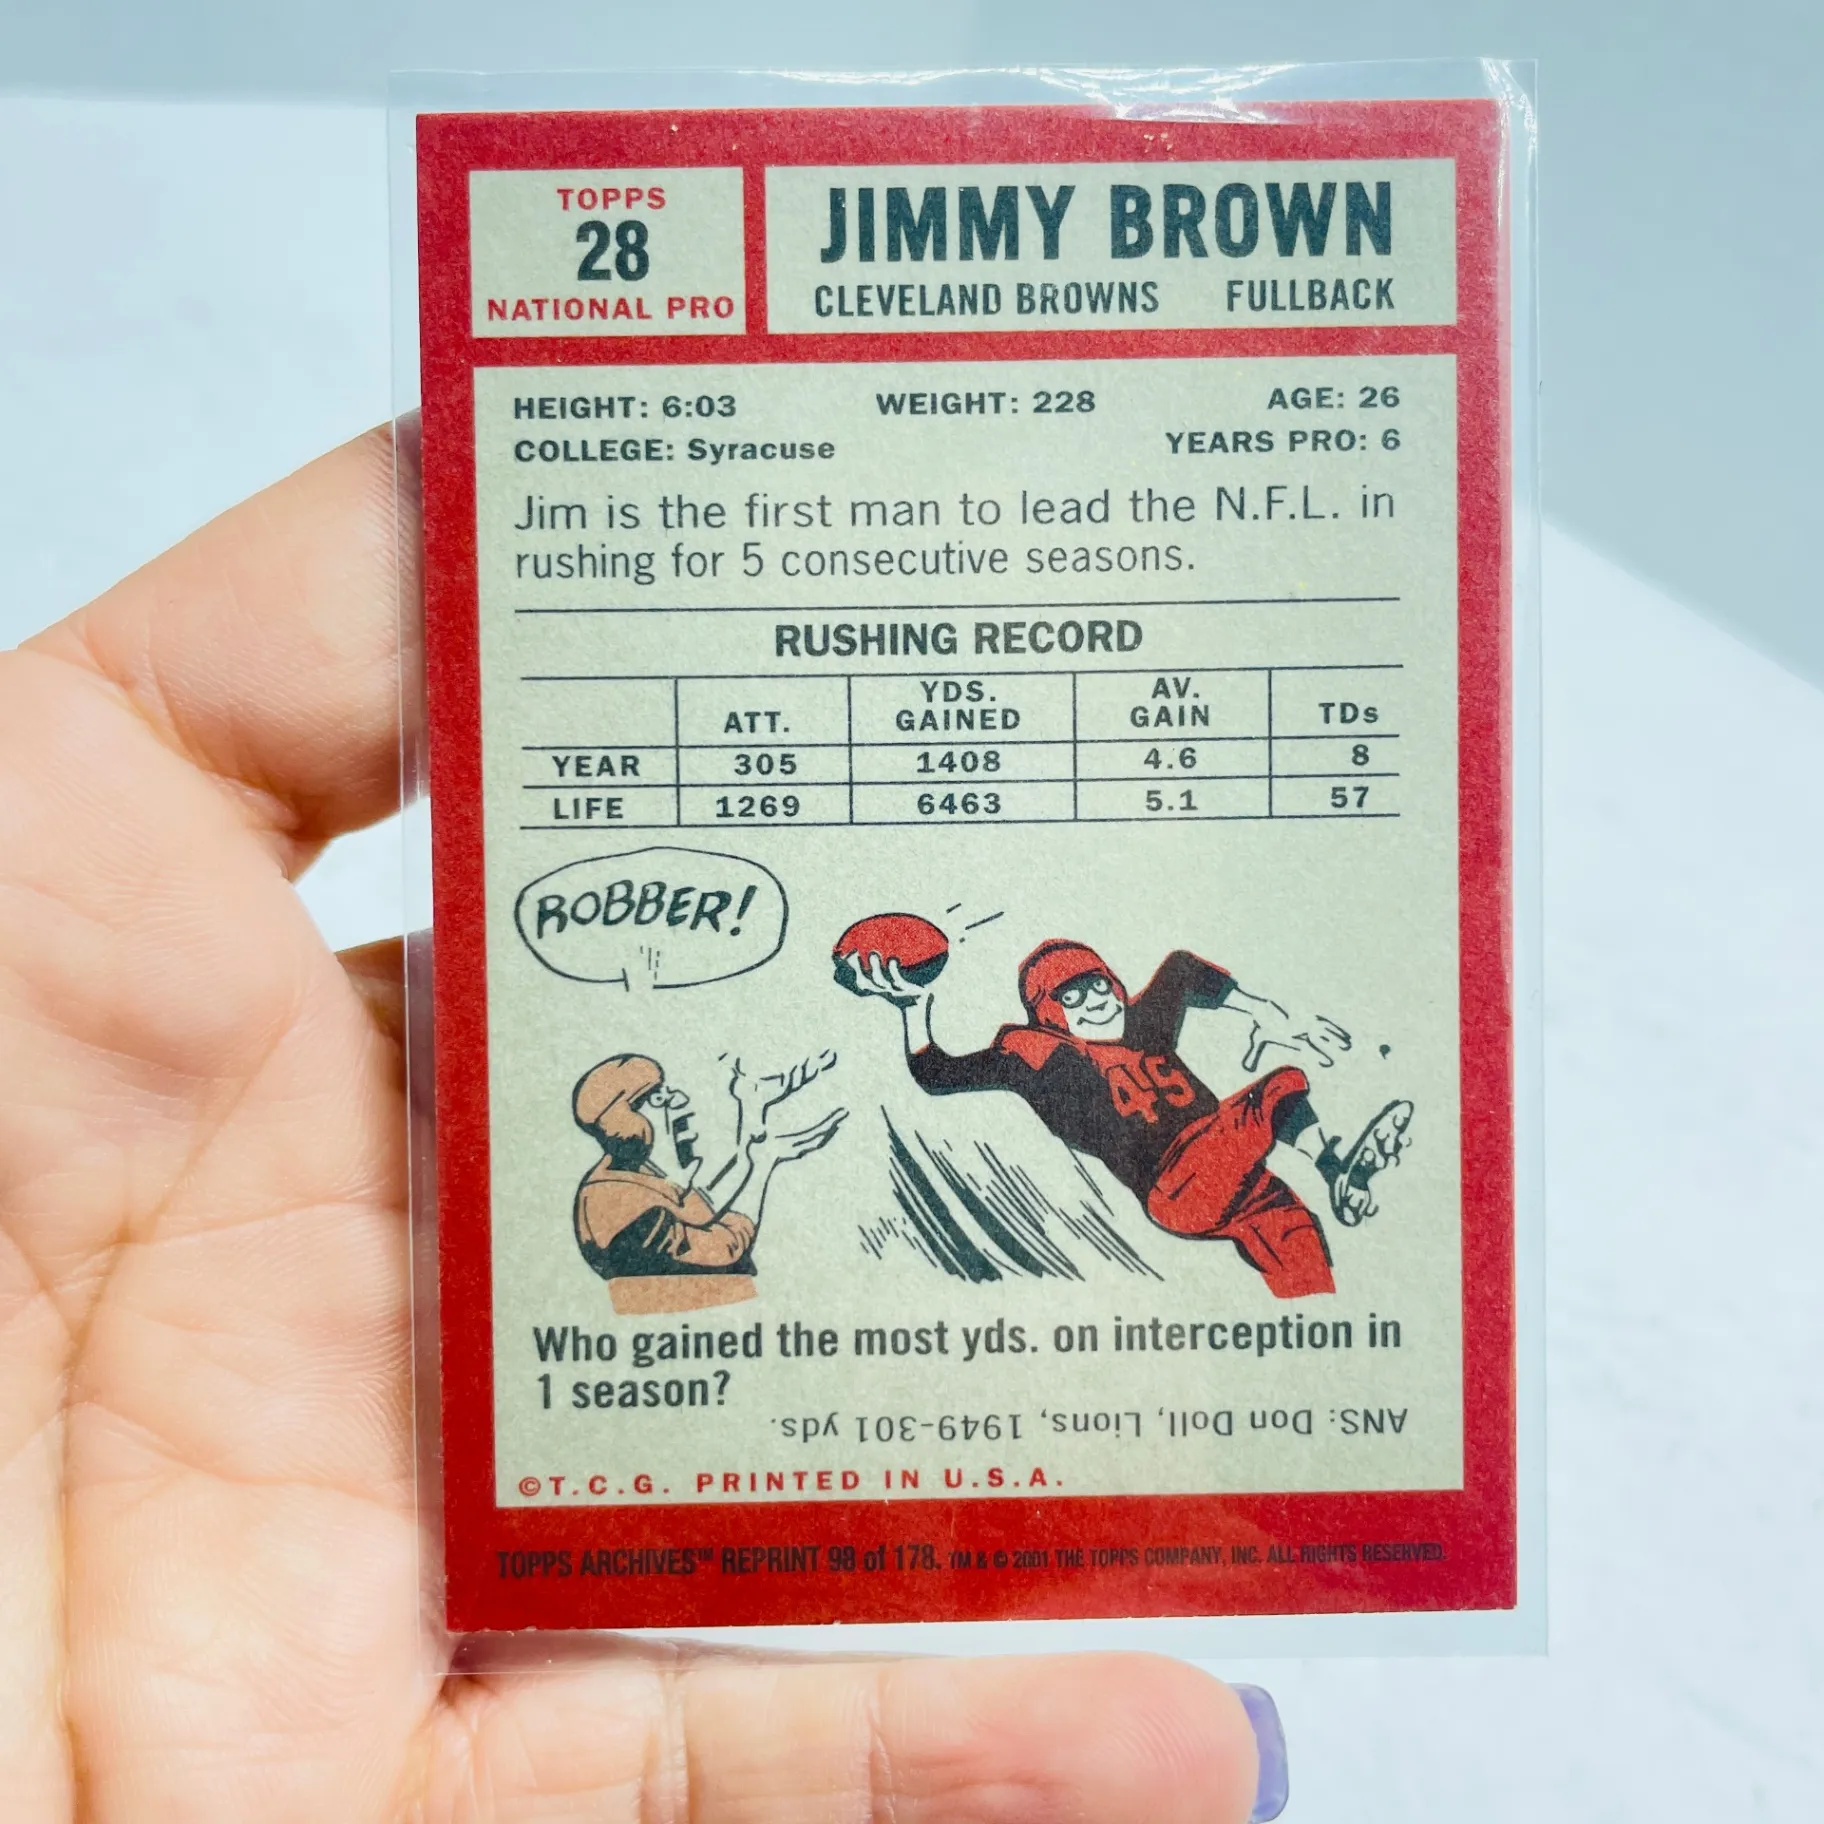 TOPPS
28
NATIONAL PRO
JIMMY BROWN
CLEVELAND BROWNS FULLBACK
HEIGHT: 6:03 WEIGHT: 228 AGE: 26
COLLEGE: Syracuse YEARS PRO: 6
Jim is the first man to lead the N.F.L. in
rushing for 5 consecutive seasons.
RUSHING RECORD
ATT. YDS. GAINED AV. GAIN TDs
YEAR 305 1408 4.6 8
LIFE 1269 6463 5.1 57
ROBBER!
45
Who gained the most yds. on interception in
1 season?
ANS: Don Doll, Lions, 1949-301 yds.
©T.C.G. PRINTED IN U.S.A.
TOPPS ARCHIVES™ REPRINT 98 of 178. TM & © 2001 THE TOPPS COMPANY, INC. ALL RIGHTS RESERVED.